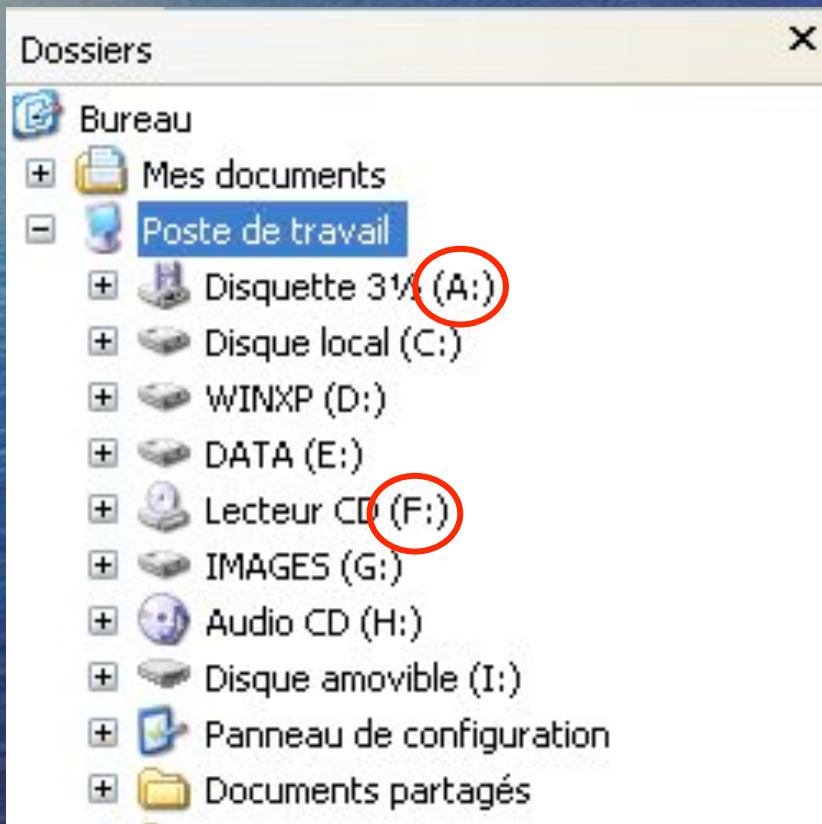 Dossiers
Bureau
Mes documents
Poste de travail
Disquette 3½ (A:)
Disque local (C:)
WINXP (D:)
DATA (E:)
Lecteur CD (F:)
IMAGES (G:)
Audio CD (H:)
Disque amovible (I:)
Panneau de configuration
Documents partagés